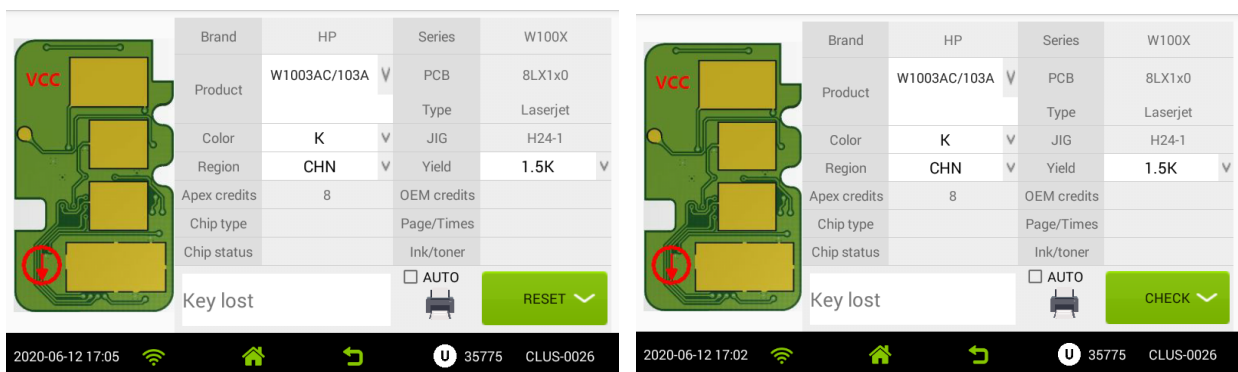 Brand HP Series W100X
VCC
Product W1003AC/103A PCB 8LX1x0
Type Laserjet
Color K JIG H24-1
Region CHN Yield 1.5K
Apex credits 8 OEM credits
Chip type Page/Times
Chip status Ink/toner
AUTO
Key lost RESET
2020-06-12 17:05 U 35775 CLUS-0026
Brand HP Series W100X
VCC
Product W1003AC/103A PCB 8LX1x0
Type Laserjet
Color K JIG H24-1
Region CHN Yield 1.5K
Apex credits 8 OEM credits
Chip type Page/Times
Chip status Ink/toner
AUTO
Key lost CHECK
2020-06-12 17:02 U 35775 CLUS-0026